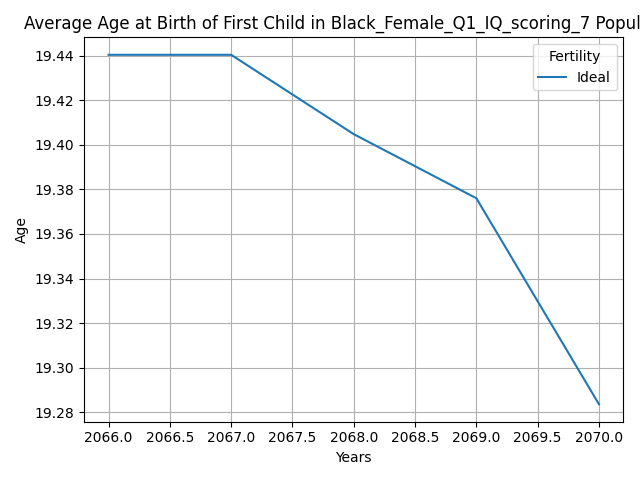 Average Age at Birth of First Child in Black_Female_Q1_IQ_scoring_7 Popul
Fertility
Ideal
19.44
19.42
19.40
19.38
19.36
19.34
19.32
19.30
19.28
Age
2066.0 2066.5 2067.0 2067.5 2068.0 2068.5 2069.0 2069.5 2070.0
Years